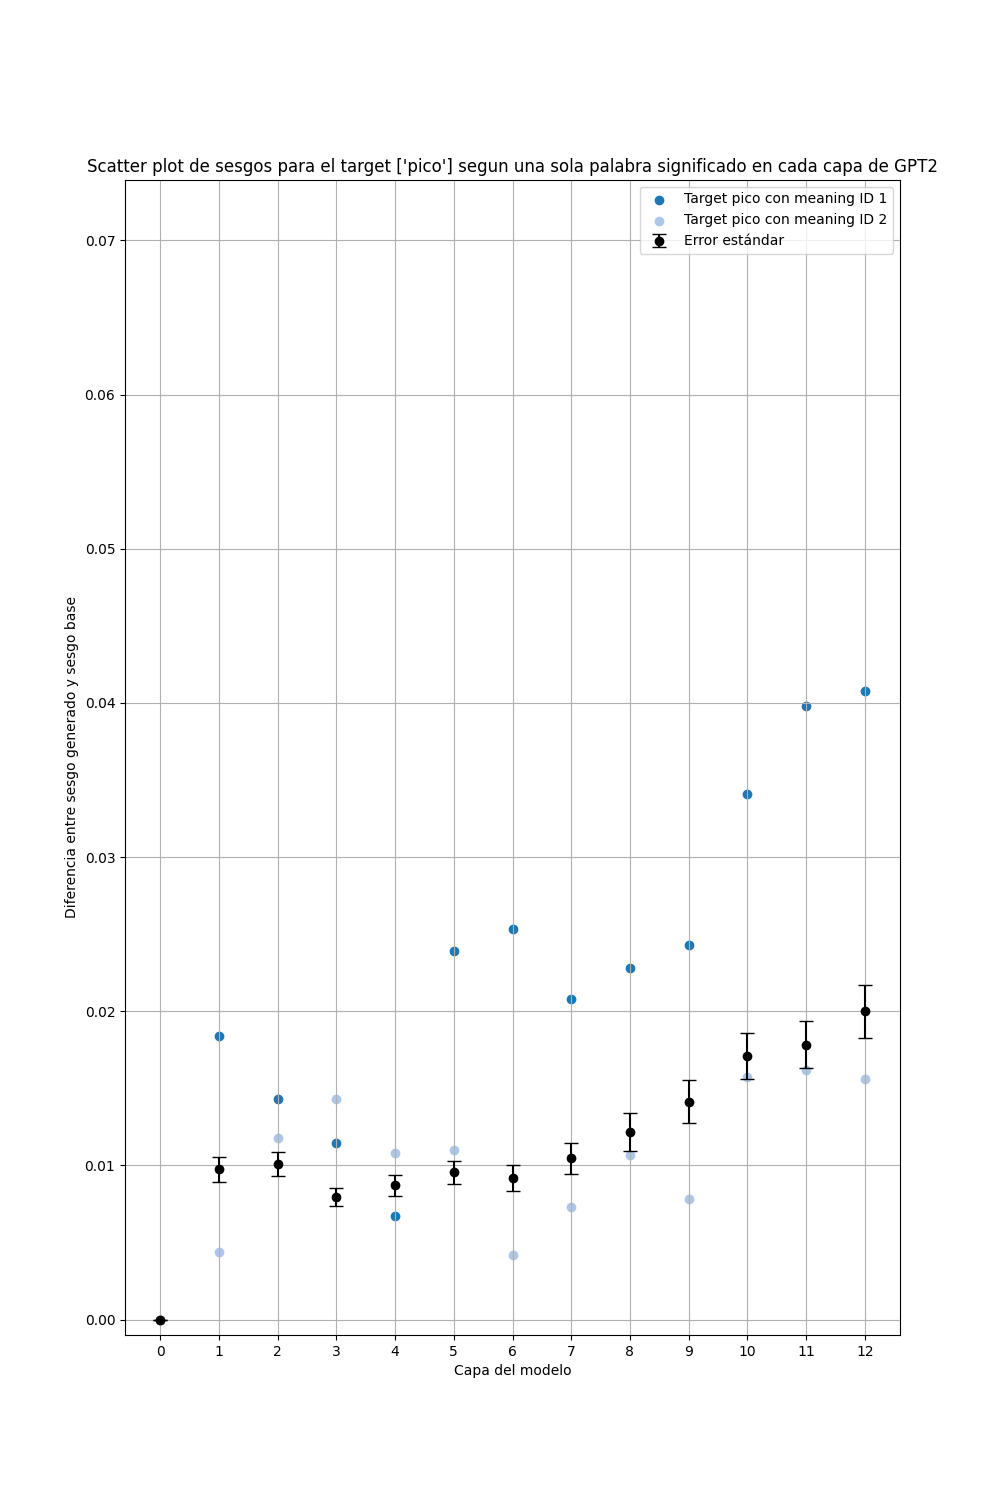 Scatter plot de sesgos para el target ['pico'] segun una sola palabra significado en cada capa de GPT2
Target pico con meaning ID 1
Target pico con meaning ID 2
Error estándar
0.07
0.06
0.05
0.04
0.03
0.02
0.01
0.00
Diferencia entre sesgo generado y sesgo base
0 1 2 3 4 5 6 7 8 9 10 11 12
Capa del modelo